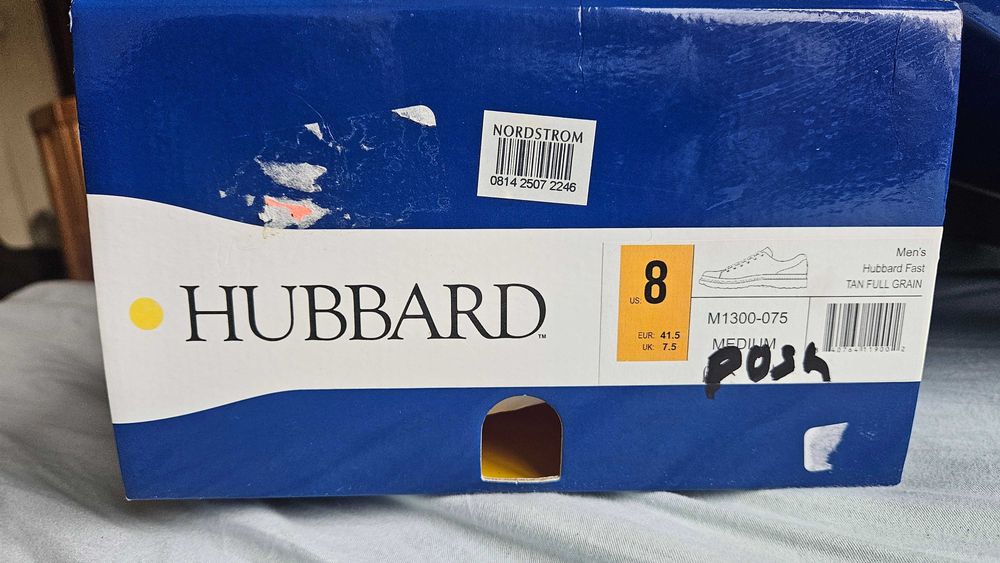 NORDSTROM
0814 2507 2246
HUBBARD™
US: 8
EUR: 41.5
UK: 7.5
Men's
Hubbard Fast
TAN FULL GRAIN
M1300-075
MEDIUM
POSh